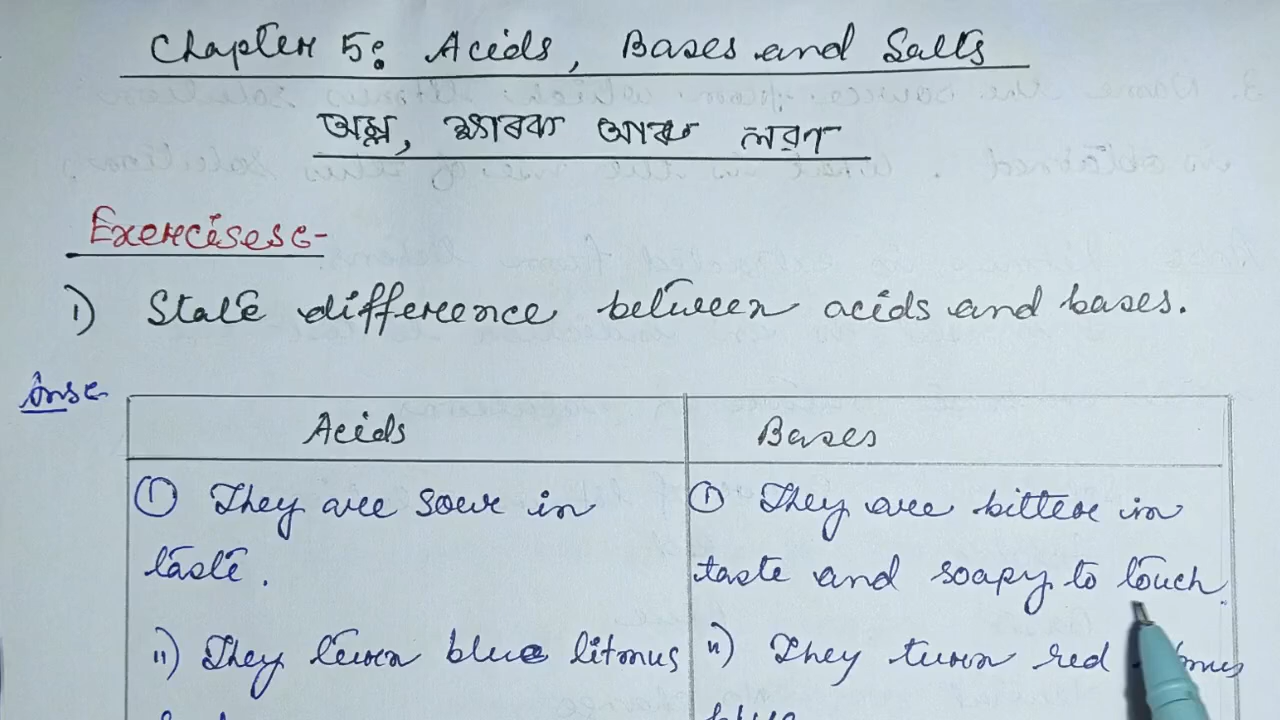 Chapter 5: Acids, Bases and Salts
অম্ল, ক্ষাৰক আৰু লৱণ
Exercises:-
1) State difference between acids and bases.
Ans:-
Acids Bases
① They are sour in
taste.
① They are bitter in
taste and soapy to touch.
ii) They turn blue litmus
ii) They turn red